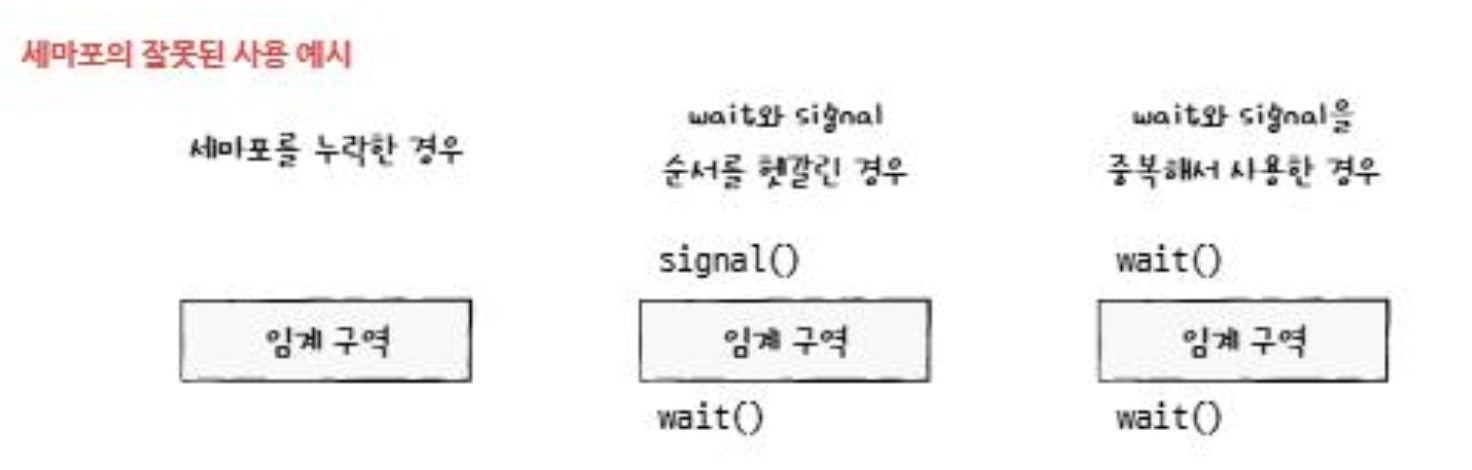 세마포의 잘못된 사용 예시
세마포를 누락한 경우
임계 구역
wait와 signal
순서를 헷갈린 경우
signal()
임계 구역
wait()
wait와 signal을
중복해서 사용한 경우
wait()
임계 구역
wait()